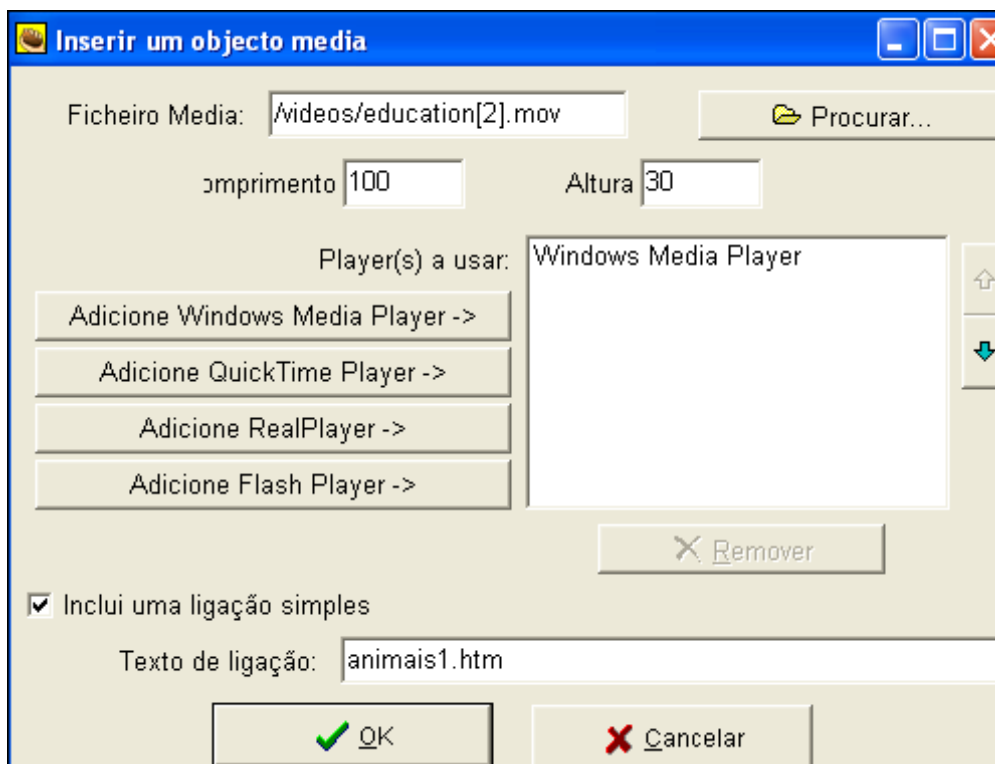 Inserir um objecto media
Ficheiro Media: /videos/education[2].mov Procurar...
omprimento 100 Altura 30
Player(s) a usar: Windows Media Player
Adicione Windows Media Player ->
Adicione QuickTime Player ->
Adicione RealPlayer ->
Adicione Flash Player ->
Remover
Inclui uma ligação simples
Texto de ligação: animais1.htm
OK Cancelar